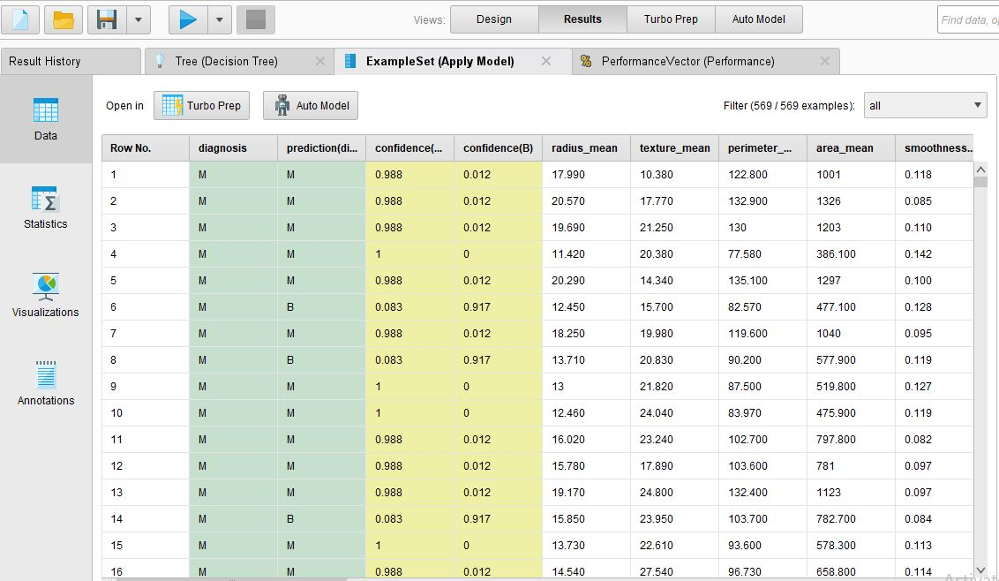 Views: Design Results Turbo Prep Auto Model Find data, o
Result History Tree (Decision Tree) ExampleSet (Apply Model) PerformanceVector (Performance)
Open in Turbo Prep Auto Model Filter (569 / 569 examples): all
Data
Statistics
Visualizations
Annotations
Row No. diagnosis prediction(di... confidence(... confidence(B) radius_mean texture_mean perimeter_... area_mean smoothness...
1 M M 0.988 0.012 17.990 10.380 122.800 1001 0.118
2 M M 0.988 0.012 20.570 17.770 132.900 1326 0.085
3 M M 0.988 0.012 19.690 21.250 130 1203 0.110
4 M M 1 0 11.420 20.380 77.580 386.100 0.142
5 M M 0.988 0.012 20.290 14.340 135.100 1297 0.100
6 M B 0.083 0.917 12.450 15.700 82.570 477.100 0.128
7 M M 0.988 0.012 18.250 19.980 119.600 1040 0.095
8 M B 0.083 0.917 13.710 20.830 90.200 577.900 0.119
9 M M 1 0 13 21.820 87.500 519.800 0.127
10 M M 1 0 12.460 24.040 83.970 475.900 0.119
11 M M 0.988 0.012 16.020 23.240 102.700 797.800 0.082
12 M M 0.988 0.012 15.780 17.890 103.600 781 0.097
13 M M 0.988 0.012 19.170 24.800 132.400 1123 0.097
14 M B 0.083 0.917 15.850 23.950 103.700 782.700 0.084
15 M M 1 0 13.730 22.610 93.600 578.300 0.113
16 M M 0.988 0.012 14.540 27.540 96.730 658.800 0.114